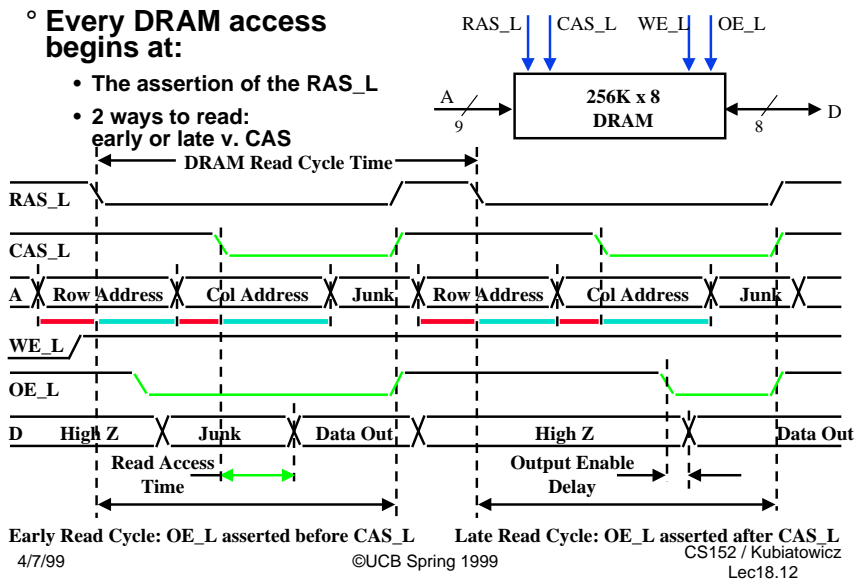 ° Every DRAM access
begins at:
• The assertion of the RAS_L
• 2 ways to read:
early or late v. CAS
RAS_L CAS_L WE_L OE_L
A 9 256K x 8 DRAM 8 D
DRAM Read Cycle Time
RAS_L
CAS_L
A Row Address Col Address Junk Row Address Col Address Junk
WE_L
OE_L
D High Z Junk Data Out High Z Data Out
Read Access
Time
Output Enable
Delay
Early Read Cycle: OE_L asserted before CAS_L Late Read Cycle: OE_L asserted after CAS_L
4/7/99 ©UCB Spring 1999 CS152 / Kubiatowicz
Lec18.12